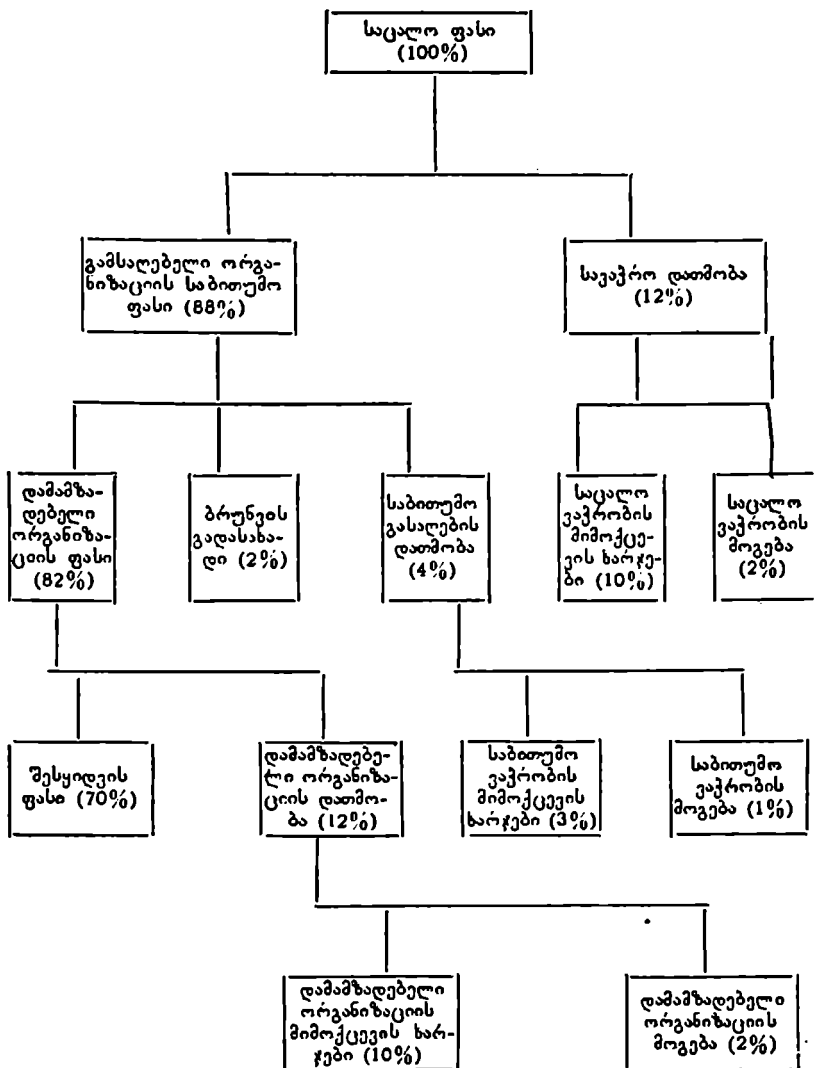 საცალო ფასი
(100%)
გამსაღებელი ორგა-
ნიზაციის საბითუმო
ფასი (88%)
სავაჭრო დათმობა
(12%)
დამამზა-
დებელი
ორგანიზა-
ციის ფასი
(82%)
ბრუნვის
გადასახა-
დი (2%)
საბითუმო
გასაღების
დათმობა
(4%)
საცალო
ვაჭრობის
მიმოქცე-
ვის ხარჯე-
ბი (10%)
საცალო
ვაჭრობის
მოგება
(2%)
შესყიდვის
ფასი (70%)
დამამზადებე-
ლი ორგანიზა-
ციის დათმო-
ბა (12%)
საბითუმო
ვაჭრობის
მიმოქცევის
ხარჯები (3%)
საბითუმო
ვაჭრობის
მოგება (1%)
დამამზადებელი
ორგანიზაციის
მიმოქცევის ხარ-
ჯები (10%)
დამამზადებელი
ორგანიზაციის
მოგება (2%)